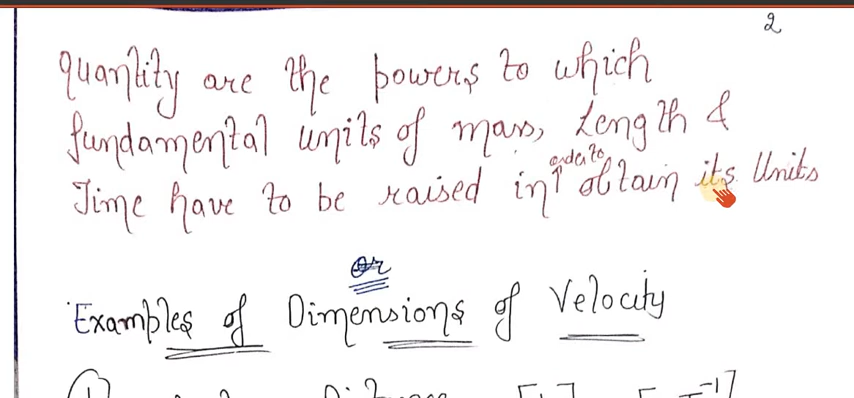 2
quantity are the powers to which
fundamental units of mass, Length &
Time have to be raised in order to obtain its Units
Or
Examples of Dimensions of Velocity